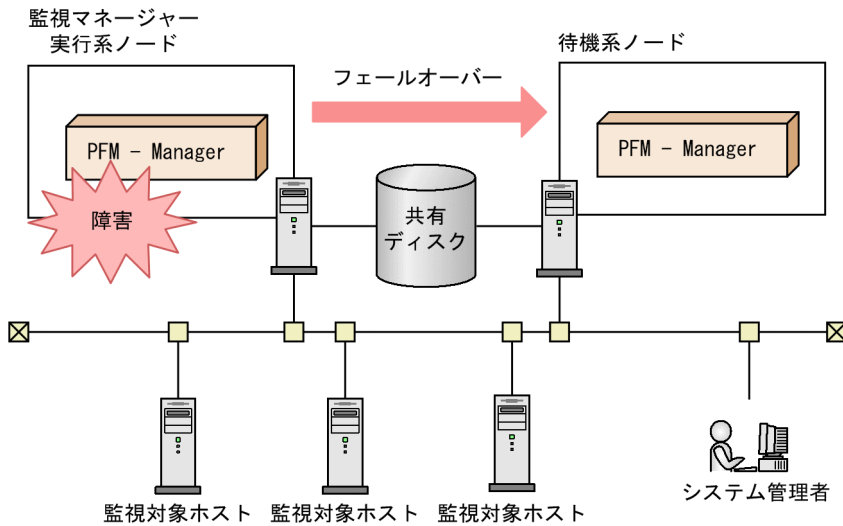 監視マネージャー
実行系ノード
待機系ノード
フェールオーバー
PFM － Manager
PFM － Manager
障害
共有
ディスク
監視対象ホスト
監視対象ホスト
監視対象ホスト
システム管理者